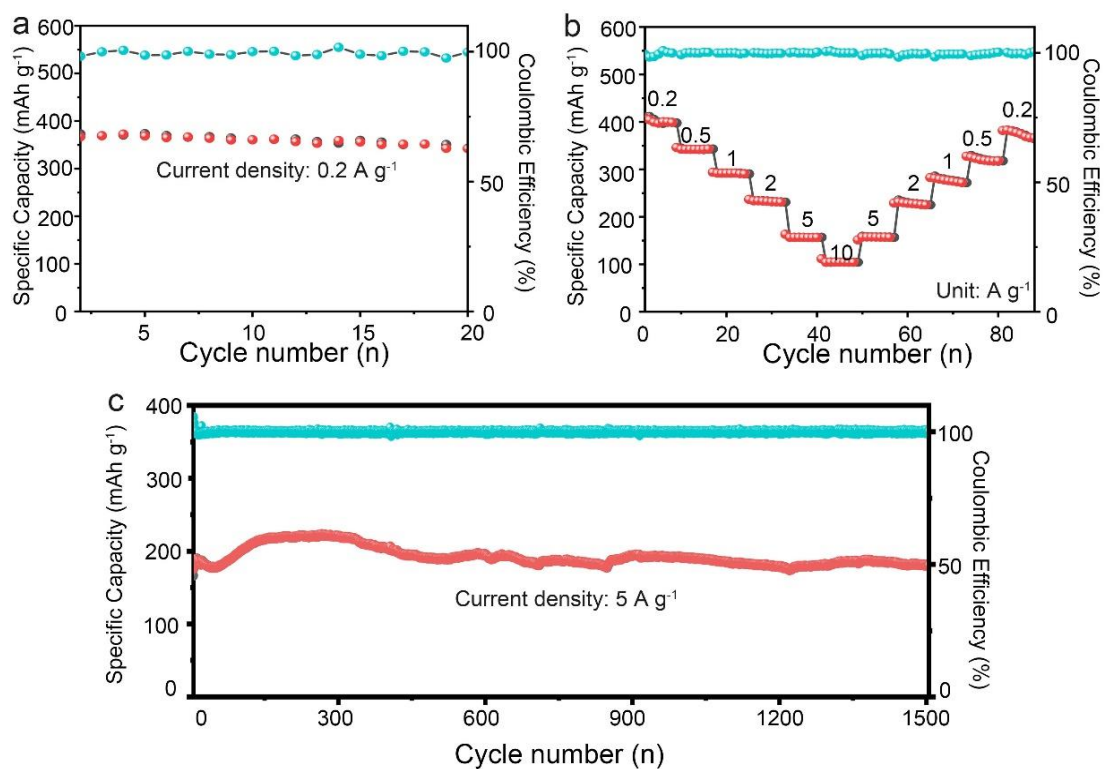 a
600
500
400
300
200
100
0
Specific Capacity (mAh g⁻¹)
100
50
0
Coulombic Efficiency (%)
Current density: 0.2 A g⁻¹
5 10 15 20
Cycle number (n)
b
600
500
400
300
200
100
0
Specific Capacity (mAh g⁻¹)
100
50
0
Coulombic Efficiency (%)
0.2 0.5 1 2 5 10 5 2 1 0.5 0.2
Unit: A g⁻¹
0 20 40 60 80
Cycle number (n)
c
400
300
200
100
0
Specific Capacity (mAh g⁻¹)
100
50
0
Coulombic Efficiency (%)
Current density: 5 A g⁻¹
0 300 600 900 1200 1500
Cycle number (n)